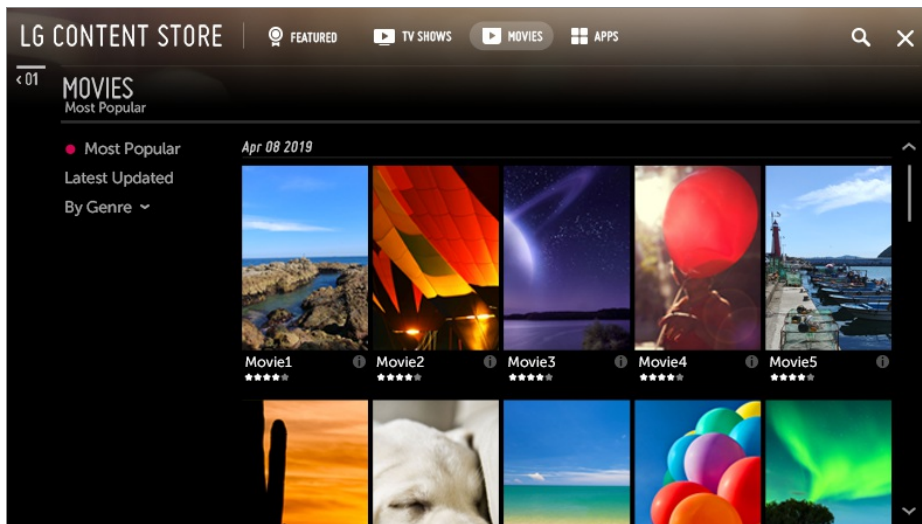 LG CONTENT STORE
FEATURED
TV SHOWS
MOVIES
APPS
<01
MOVIES
Most Popular
Most Popular
Latest Updated
By Genre
Apr 08 2019
Movie1
Movie2
Movie3
Movie4
Movie5